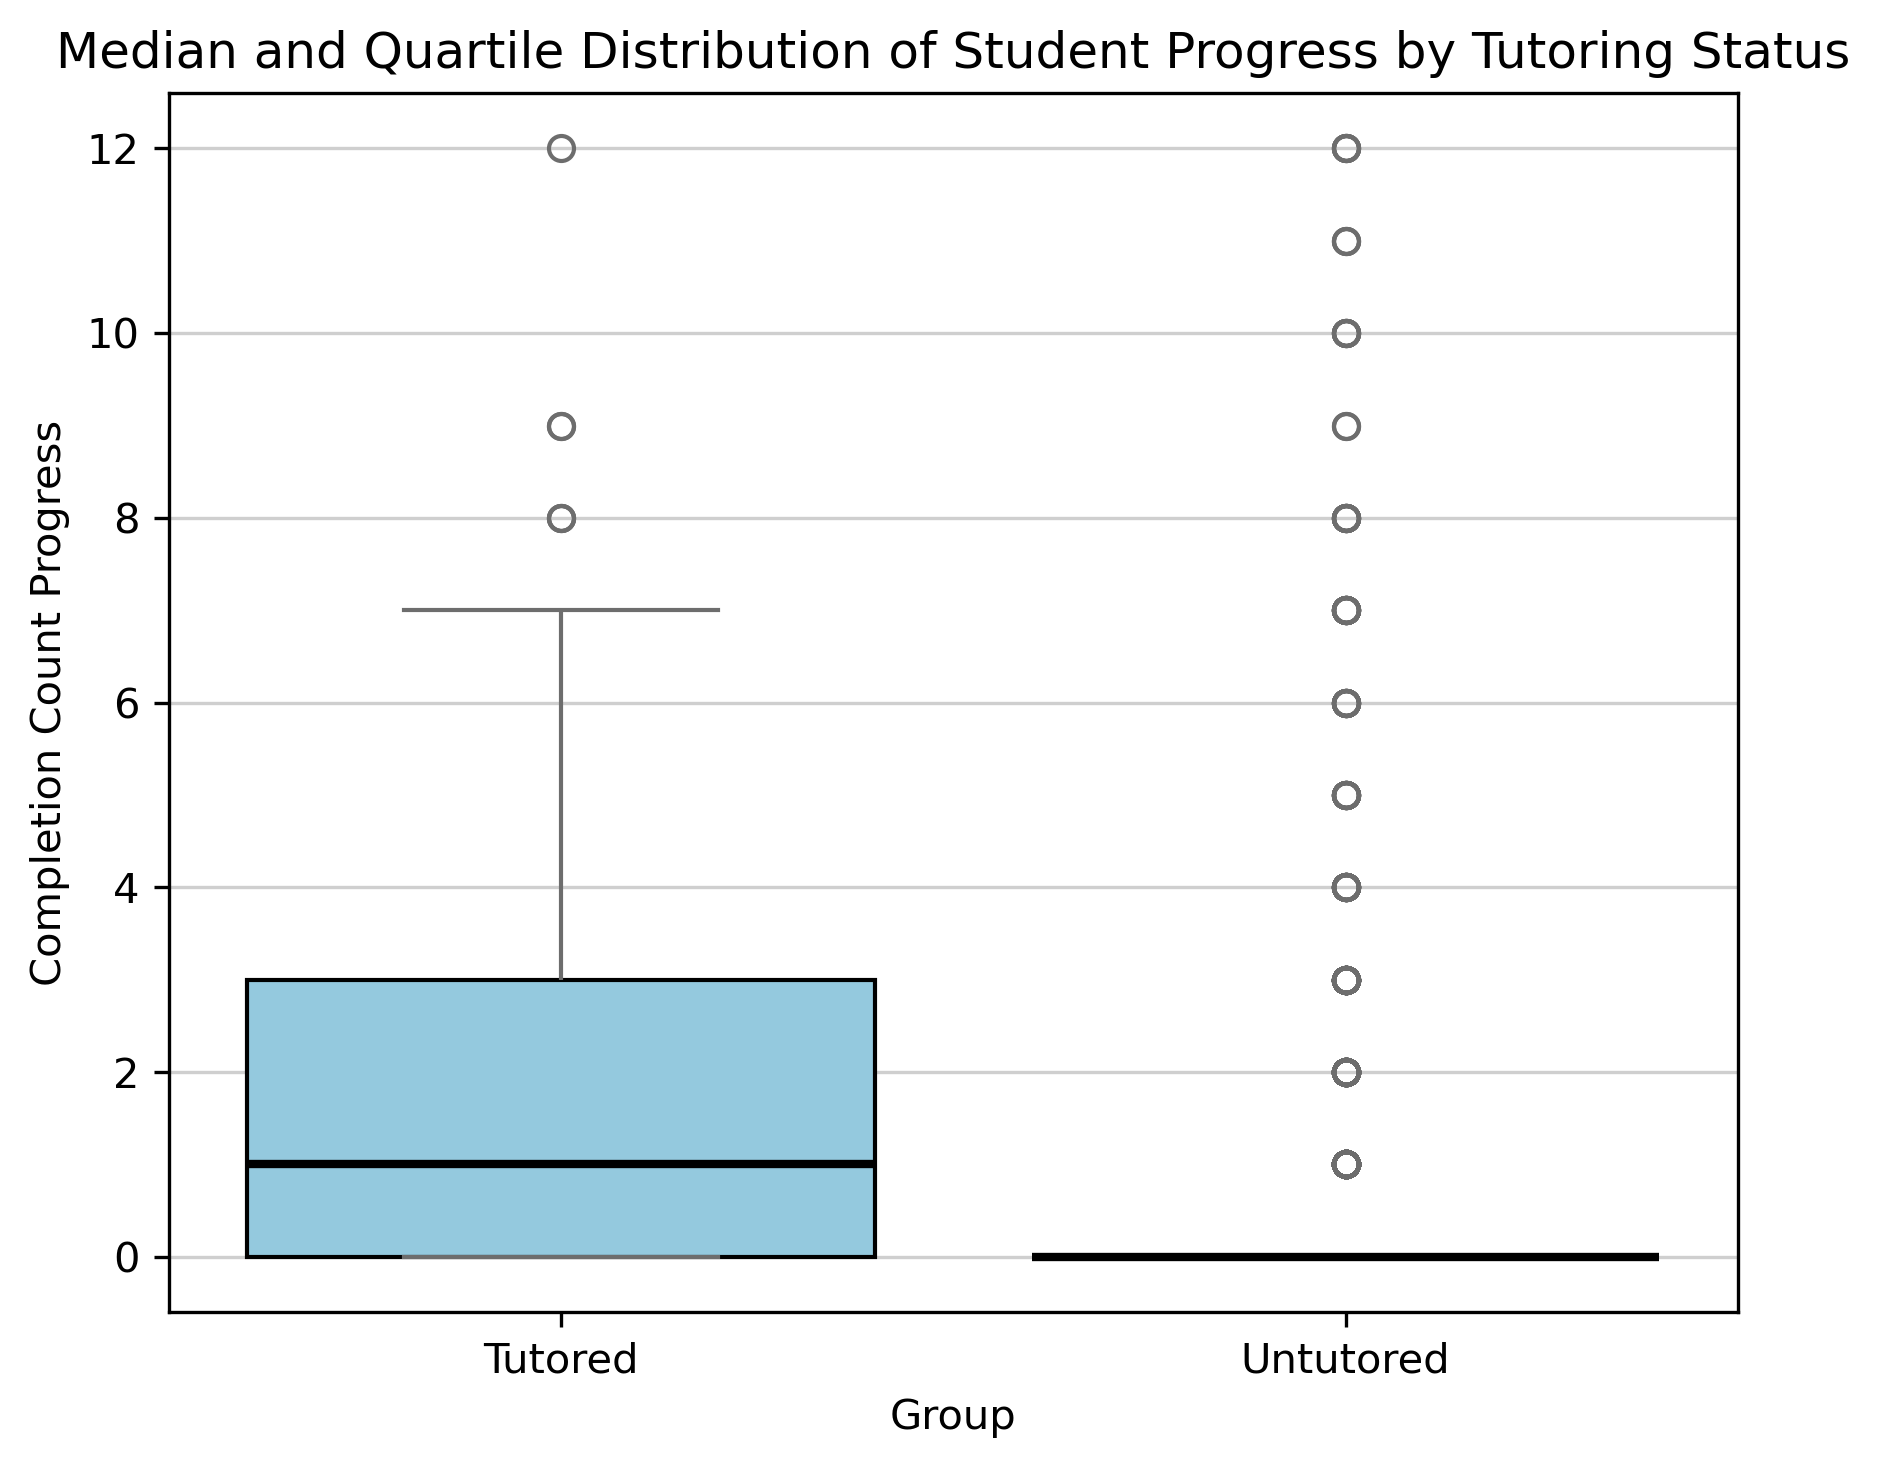 Median and Quartile Distribution of Student Progress by Tutoring Status
Completion Count Progress
12
10
8
6
4
2
0
Tutored
Untutored
Group